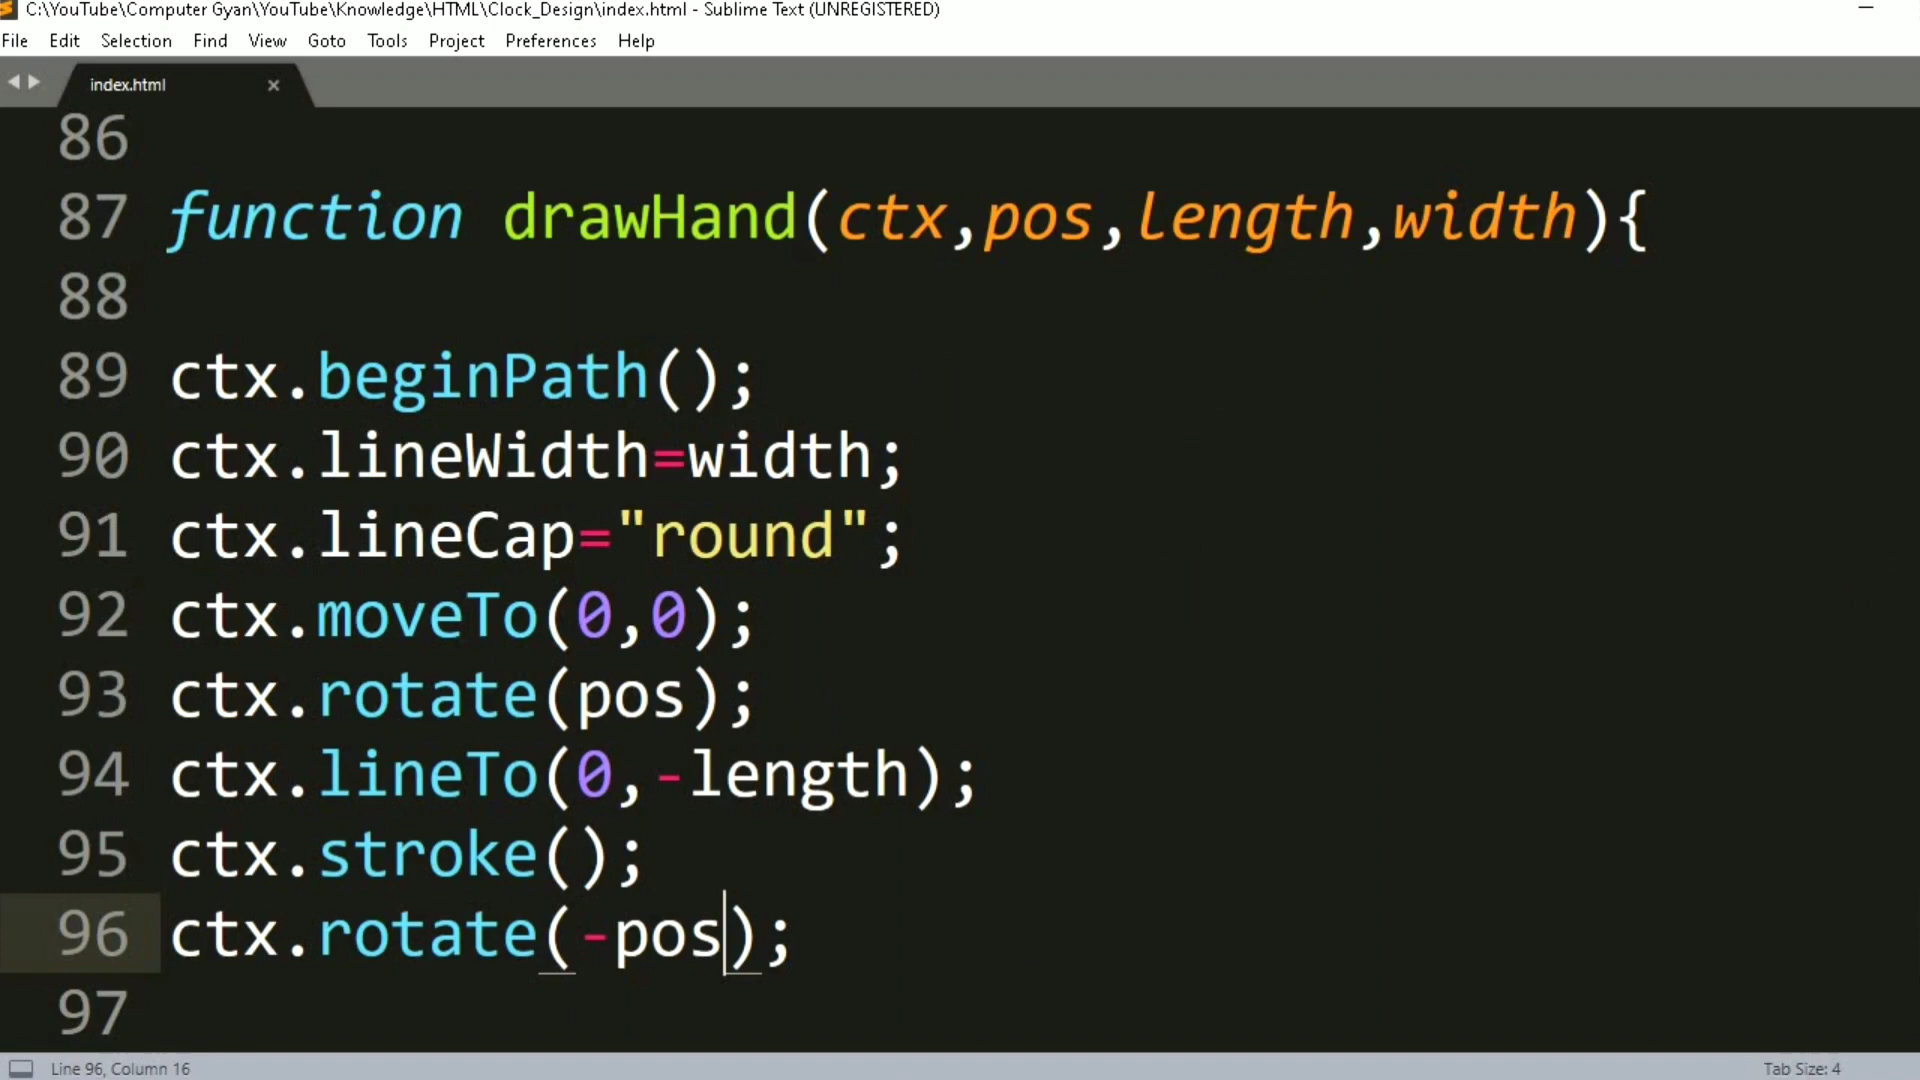 C:\YouTube\Computer Gyan\YouTube\Knowledge\HTML\Clock_Design\index.html - Sublime Text (UNREGISTERED)
File Edit Selection Find View Goto Tools Project Preferences Help
index.html
86
87 function drawHand(ctx,pos,length,width){
88
89 ctx.beginPath();
90 ctx.lineWidth=width;
91 ctx.lineCap="round";
92 ctx.moveTo(0,0);
93 ctx.rotate(pos);
94 ctx.lineTo(0,-length);
95 ctx.stroke();
96 ctx.rotate(-pos);
97
Line 96, Column 16 Tab Size: 4